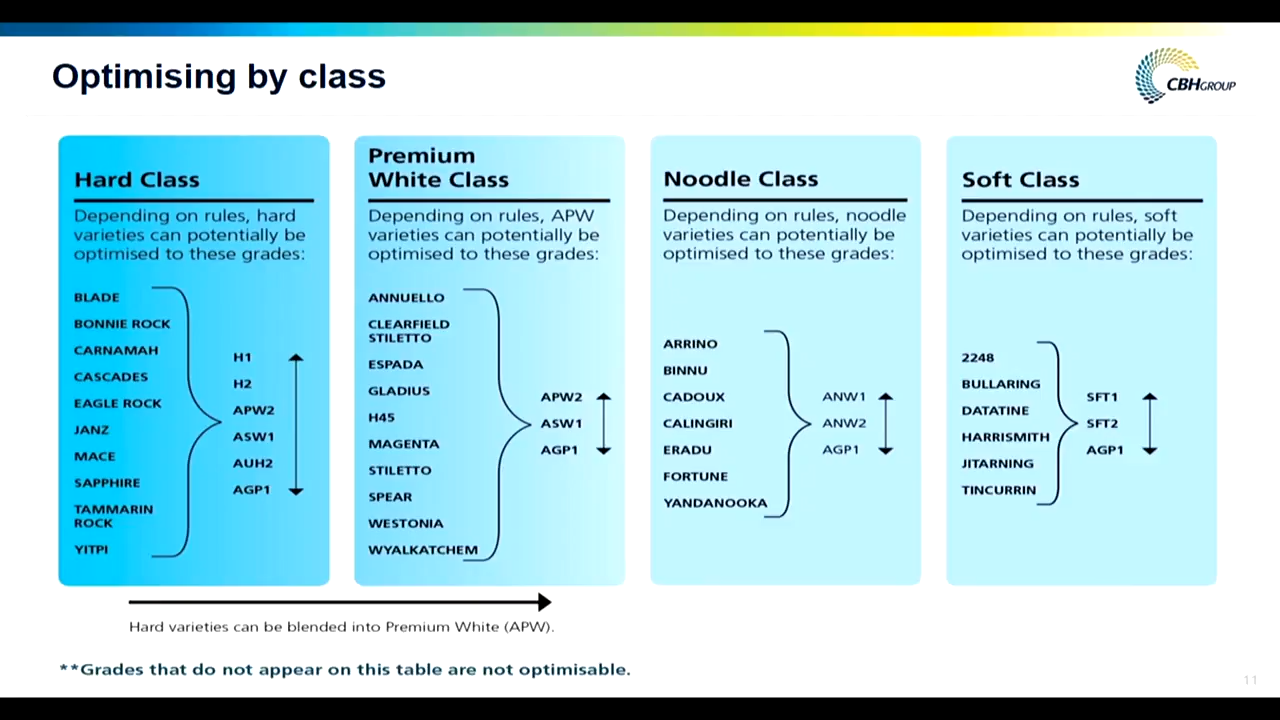 Optimising by class
CBHGROUP
Hard Class
Depending on rules, hard
varieties can potentially be
optimised to these grades:
BLADE
BONNIE ROCK
CARNAMAH
CASCADES
EAGLE ROCK
JANZ
MACE
SAPPHIRE
TAMMARIN
ROCK
YITPI
H1
H2
APW2
ASW1
AUH2
AGP1
Premium
White Class
Depending on rules, APW
varieties can potentially be
optimised to these grades:
ANNUELLO
CLEARFIELD
STILETTO
ESPADA
GLADIUS
H45
MAGENTA
STILETTO
SPEAR
WESTONIA
WYALKATCHEM
APW2
ASW1
AGP1
Noodle Class
Depending on rules, noodle
varieties can potentially be
optimised to these grades:
ARRINO
BINNU
CADOUX
CALINGIRI
ERADU
FORTUNE
YANDANOOKA
ANW1
ANW2
AGP1
Soft Class
Depending on rules, soft
varieties can potentially be
optimised to these grades:
2248
BULLARING
DATATINE
HARRISMITH
JITARNING
TINCURRIN
SFT1
SFT2
AGP1
Hard varieties can be blended into Premium White (APW).
**Grades that do not appear on this table are not optimisable.
11